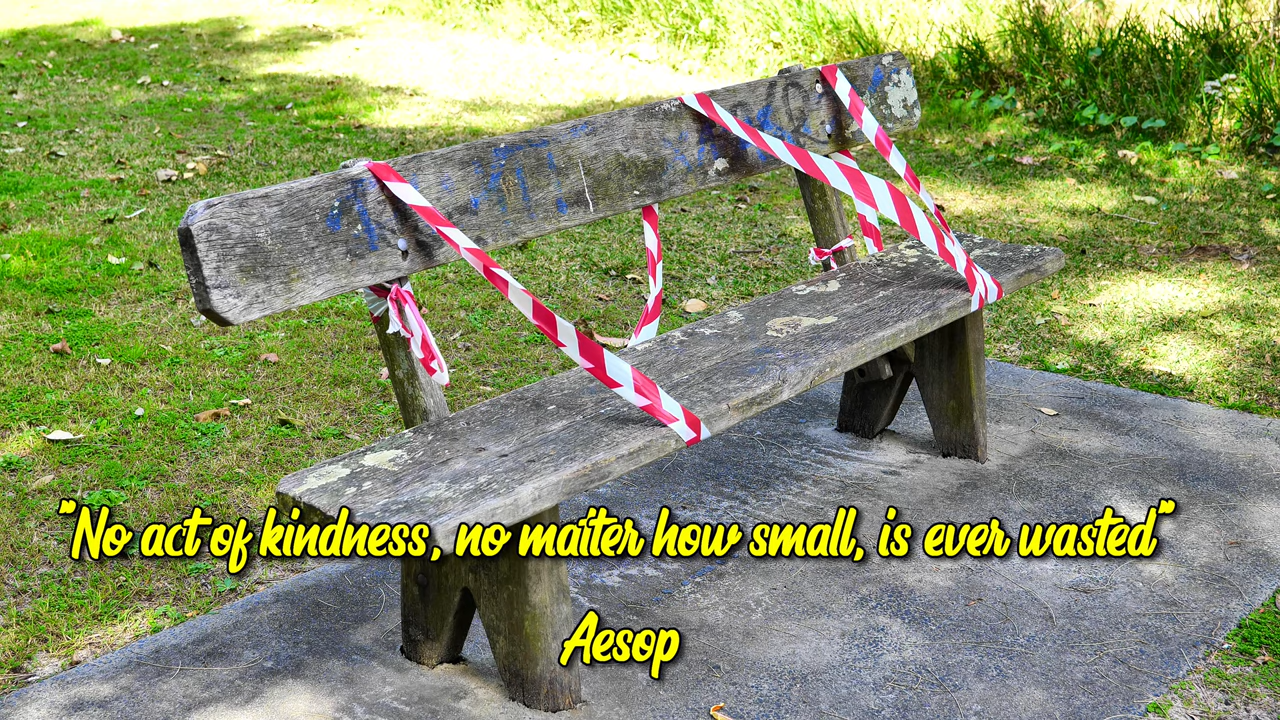 "No act of kindness, no matter how small, is ever wasted"
Aesop